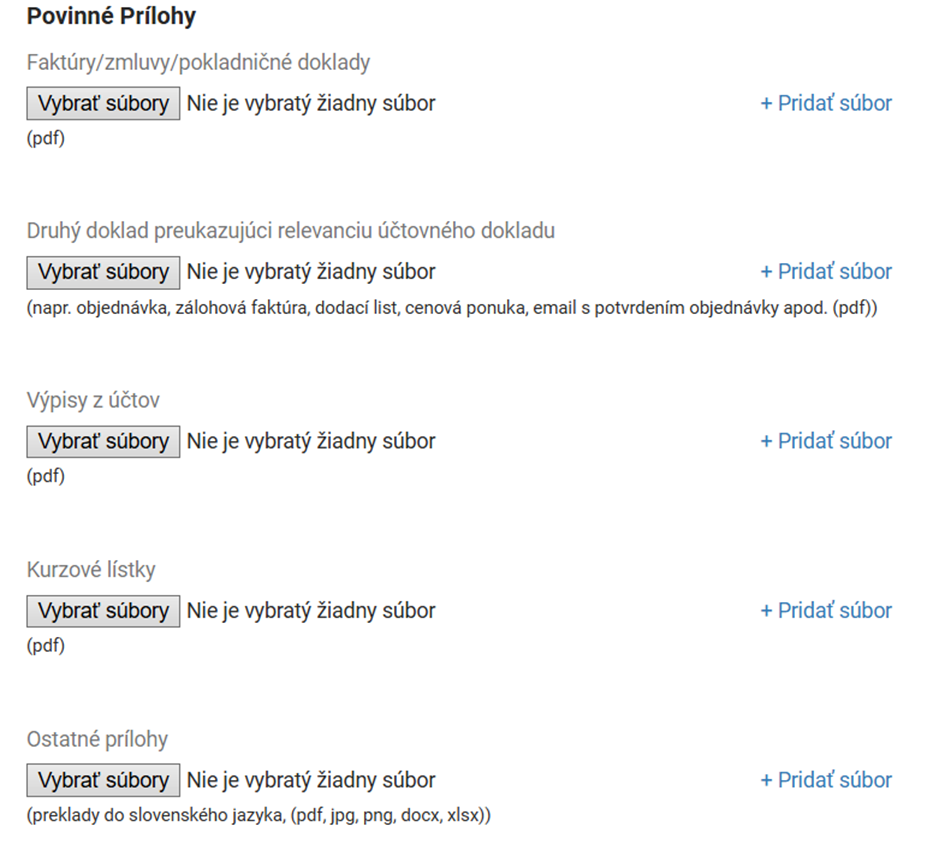 Povinné Prílohy
Faktúry/zmluvy/pokladničné doklady
Vybrať súbory Nie je vybratý žiadny súbor + Pridať súbor
(pdf)
Druhý doklad preukazujúci relevanciu účtovného dokladu
Vybrať súbory Nie je vybratý žiadny súbor + Pridať súbor
(napr. objednávka, zálohová faktúra, dodací list, cenová ponuka, email s potvrdením objednávky apod. (pdf))
Výpisy z účtov
Vybrať súbory Nie je vybratý žiadny súbor + Pridať súbor
(pdf)
Kurzové lístky
Vybrať súbory Nie je vybratý žiadny súbor + Pridať súbor
(pdf)
Ostatné prílohy
Vybrať súbory Nie je vybratý žiadny súbor + Pridať súbor
(preklady do slovenského jazyka, (pdf, jpg, png, docx, xlsx))